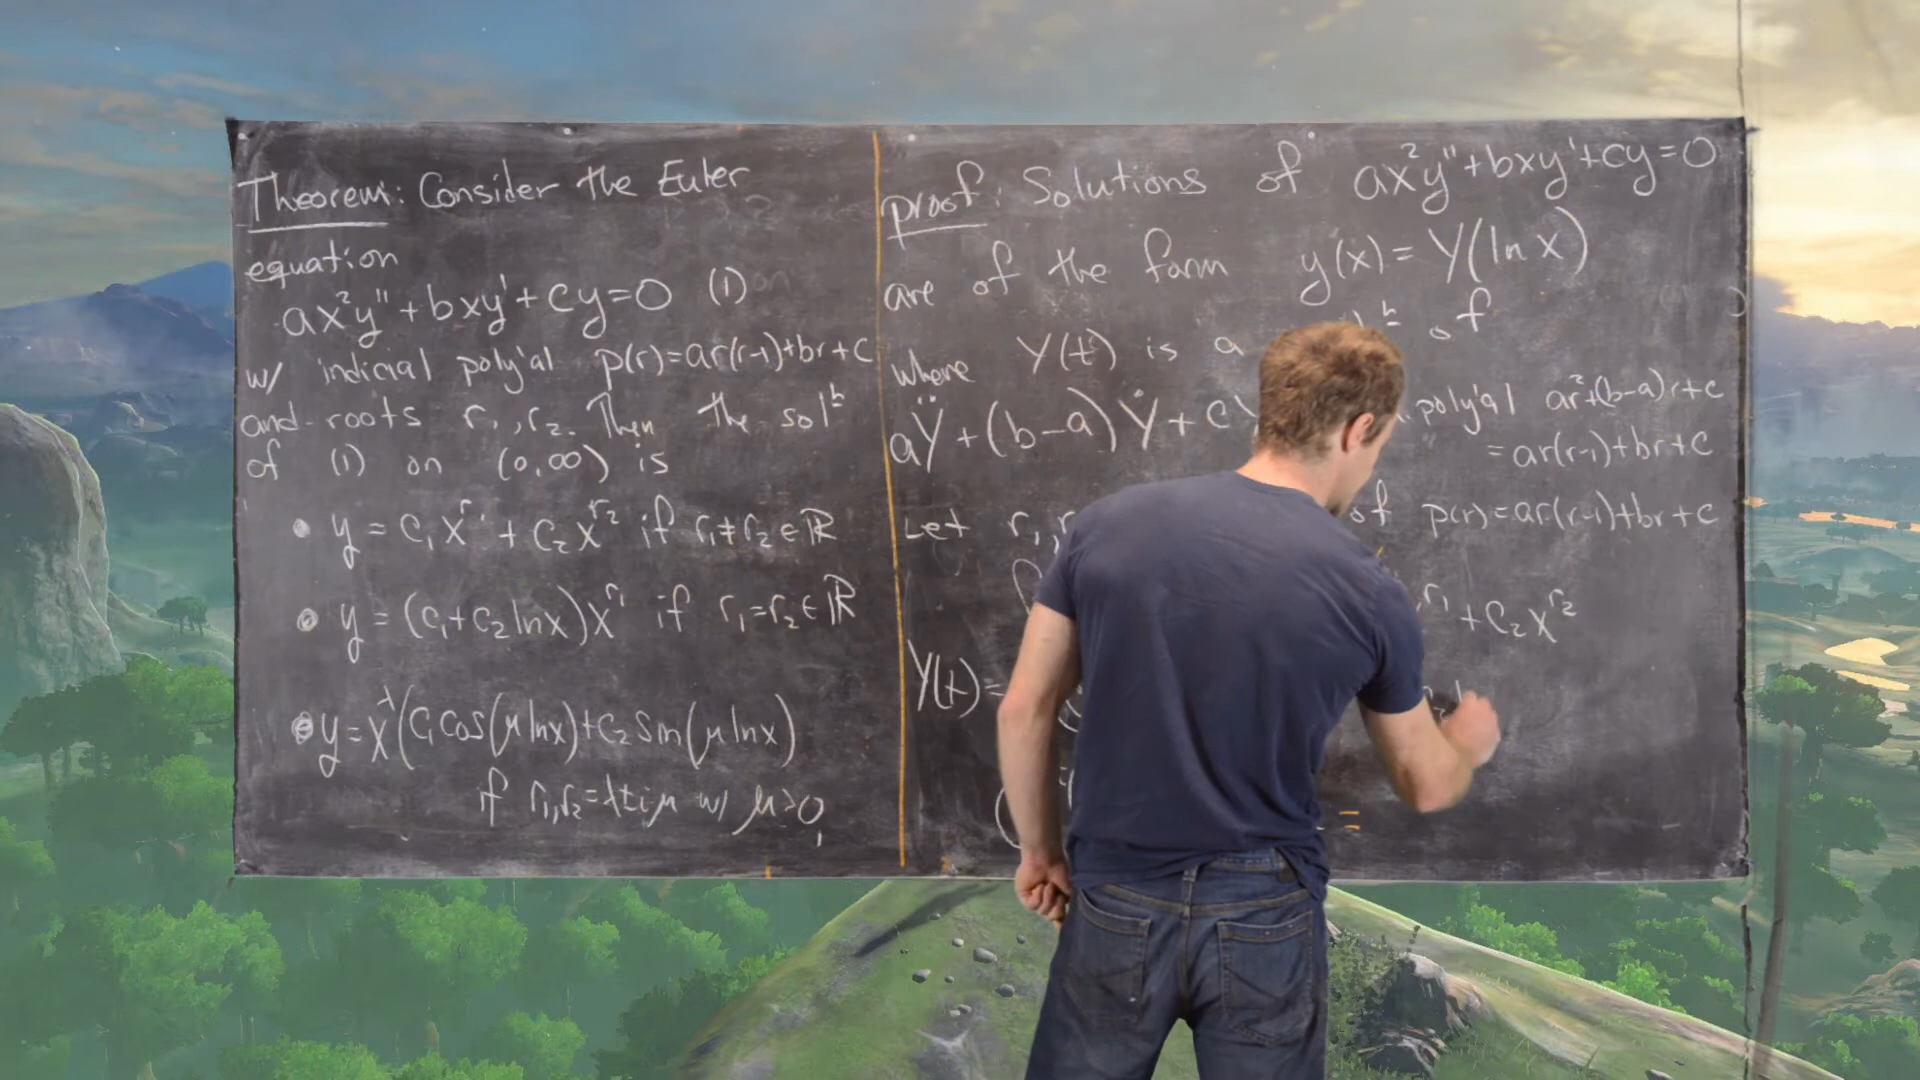 Theorem: Consider the Euler
equation
ax²y''+bxy'+cy=0 (1)
w/ indicial poly'al p(r)=ar(r-1)+br+c
and roots r₁,r₂. Then the solⁿ
of (1) on (0,∞) is
• y = c₁x^r₁ + c₂x^r₂ if r₁≠r₂∈ℝ
• y = (c₁+c₂lnx)x^r₁ if r₁=r₂∈ℝ
• y=x^λ(c₁cos(μlnx)+c₂sin(μlnx)
if r₁,r₂=λ±iμ w/ μ>0,
proof: Solutions of ax²y''+bxy'+cy=0
are of the form y(x)=Y(lnx)
where Y(t) is a of
aŸ+(b-a)Ẏ+c poly'al ar²+(b-a)r+c
=ar(r-1)+br+c
Let r₁,r of p(r)=ar(r-1)+br+c
r₁ +c₂x^r₂
Y(t)=
=